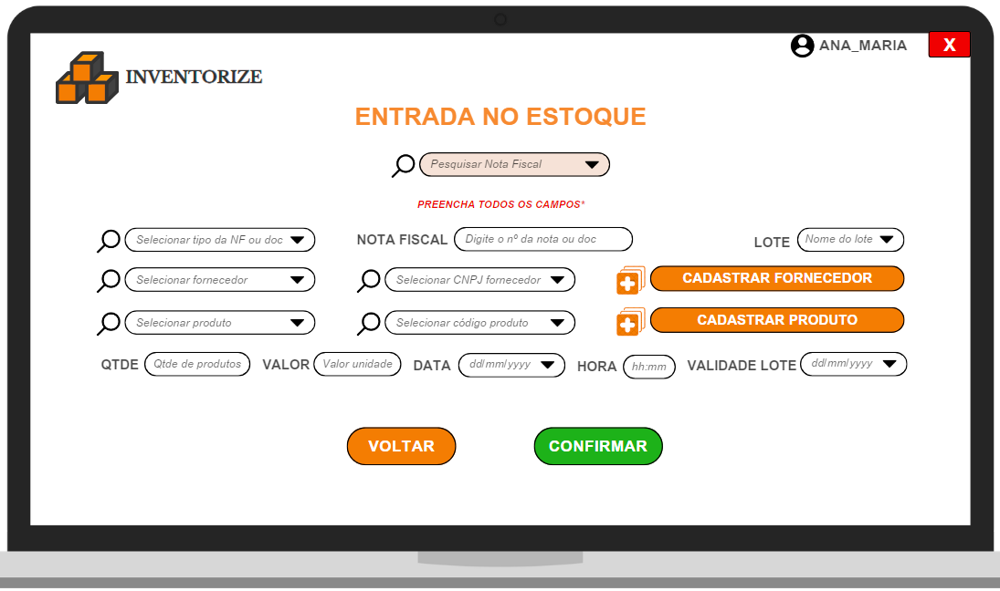 ANA_MARIA X
INVENTORIZE
ENTRADA NO ESTOQUE
Pesquisar Nota Fiscal
PREENCHA TODOS OS CAMPOS*
Selecionar tipo da NF ou doc NOTA FISCAL Digite o nº da nota ou doc LOTE Nome do lote
Selecionar fornecedor Selecionar CNPJ fornecedor CADASTRAR FORNECEDOR
Selecionar produto Selecionar código produto CADASTRAR PRODUTO
QTDE Qtde de produtos VALOR Valor unidade DATA dd/mm/yyyy HORA hh:mm VALIDADE LOTE dd/mm/yyyy
VOLTAR CONFIRMAR